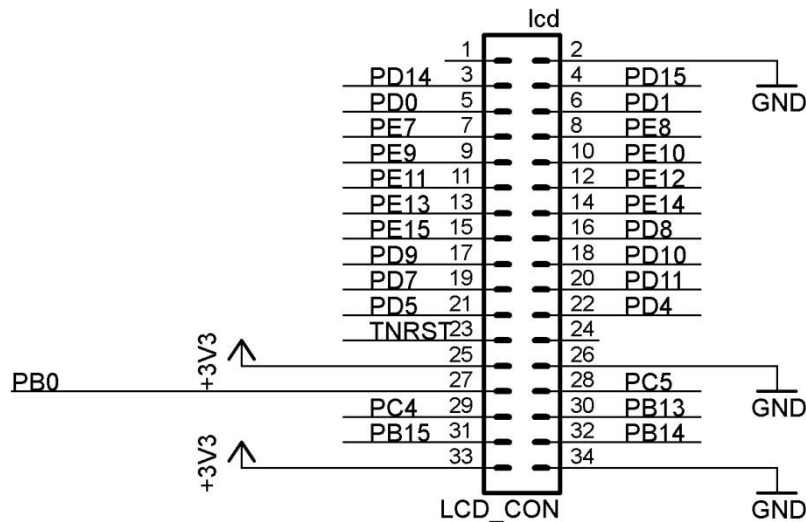 lcd
1 2
PD14 3 4 PD15
GND
PD0 5 6 PD1
PE7 7 8 PE8
PE9 9 10 PE10
PE11 11 12 PE12
PE13 13 14 PE14
PE15 15 16 PD8
PD9 17 18 PD10
PD7 19 20 PD11
PD5 21 22 PD4
TNRST 23 24
+3V3 25 26
PB0 27 28 PC5
GND
PC4 29 30 PB13
PB15 31 32 PB14
+3V3 33 34
LCD_CON GND